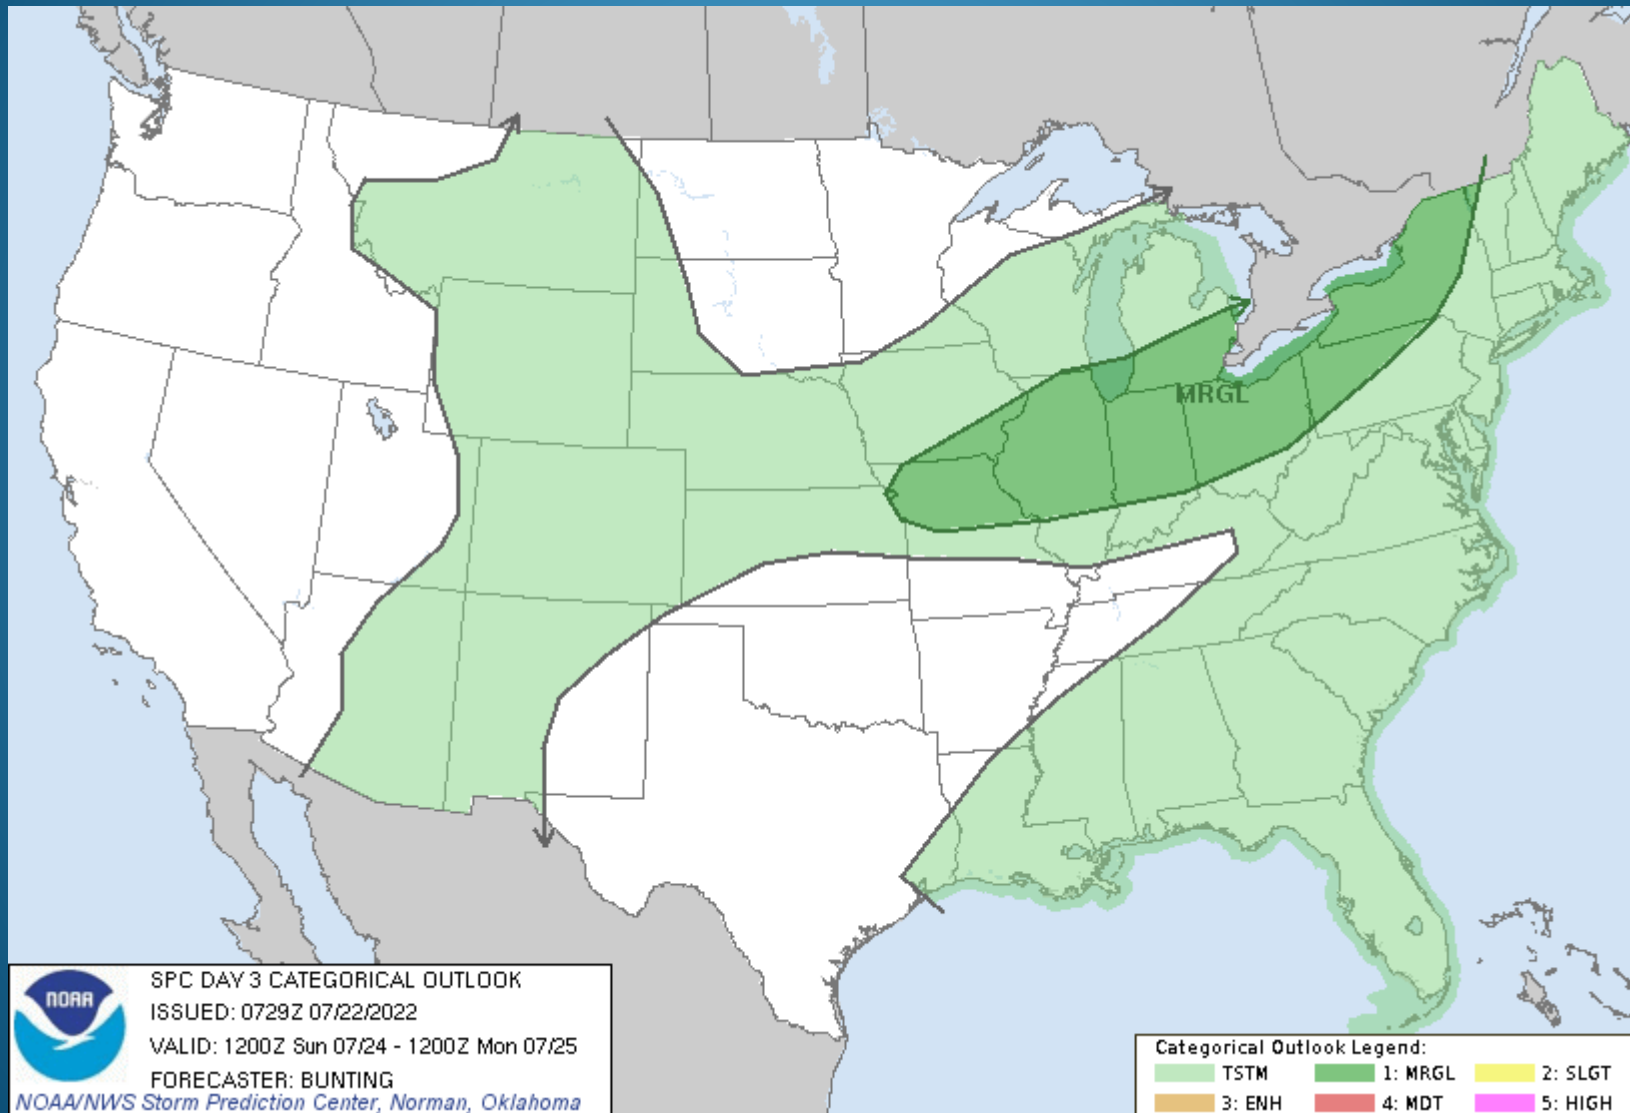 MRGL
NOAA
SPC DAY 3 CATEGORICAL OUTLOOK
ISSUED: 0729Z 07/22/2022
VALID: 1200Z Sun 07/24 - 1200Z Mon 07/25
FORECASTER: BUNTING
NOAA/NWS Storm Prediction Center, Norman, Oklahoma
Categorical Outlook Legend:
TSTM 1: MRGL 2: SLGT
3: ENH 4: MDT 5: HIGH